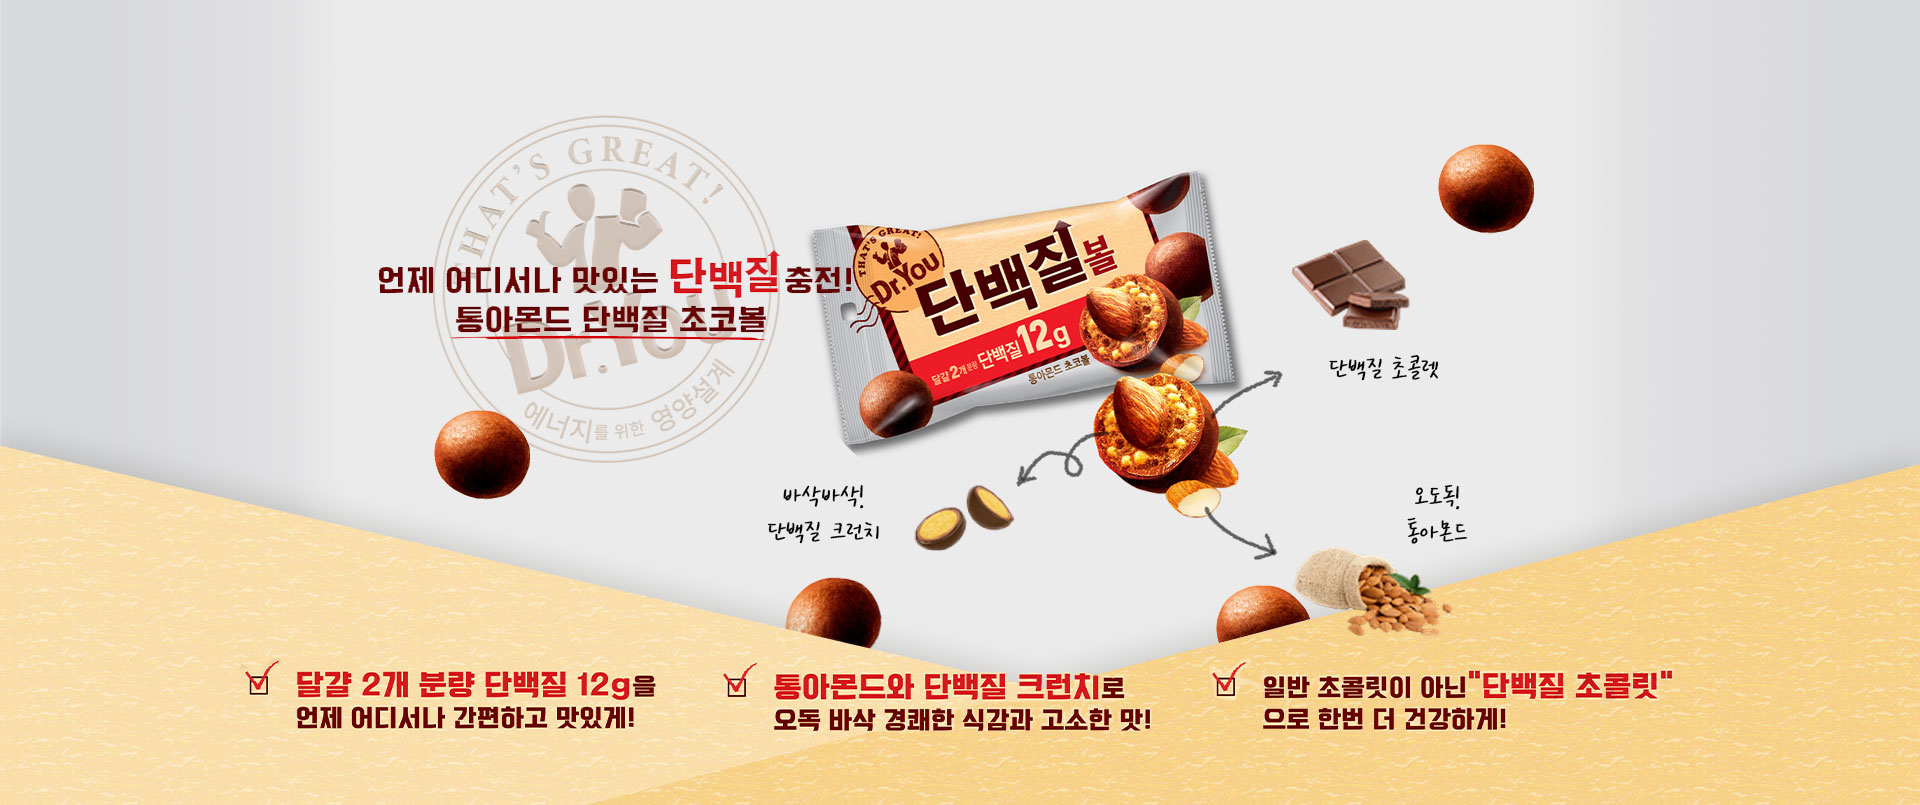 THAT'S GREAT!
언제 어디서나 맛있는 단백질 충전!
통아몬드 단백질 초코볼
Dr.You
에너지를 위한 영양설계
THAT'S GREAT!
Dr.You
단백질볼
달걀 2개 분량 단백질 12g
통아몬드 초코볼
단백질 초콜렛
바삭바삭!
단백질 크런치
오도독!
통아몬드
달걀 2개 분량 단백질 12g을
언제 어디서나 간편하고 맛있게!
통아몬드와 단백질 크런치로
오독 바삭 경쾌한 식감과 고소한 맛!
일반 초콜릿이 아닌 "단백질 초콜릿"
으로 한번 더 건강하게!